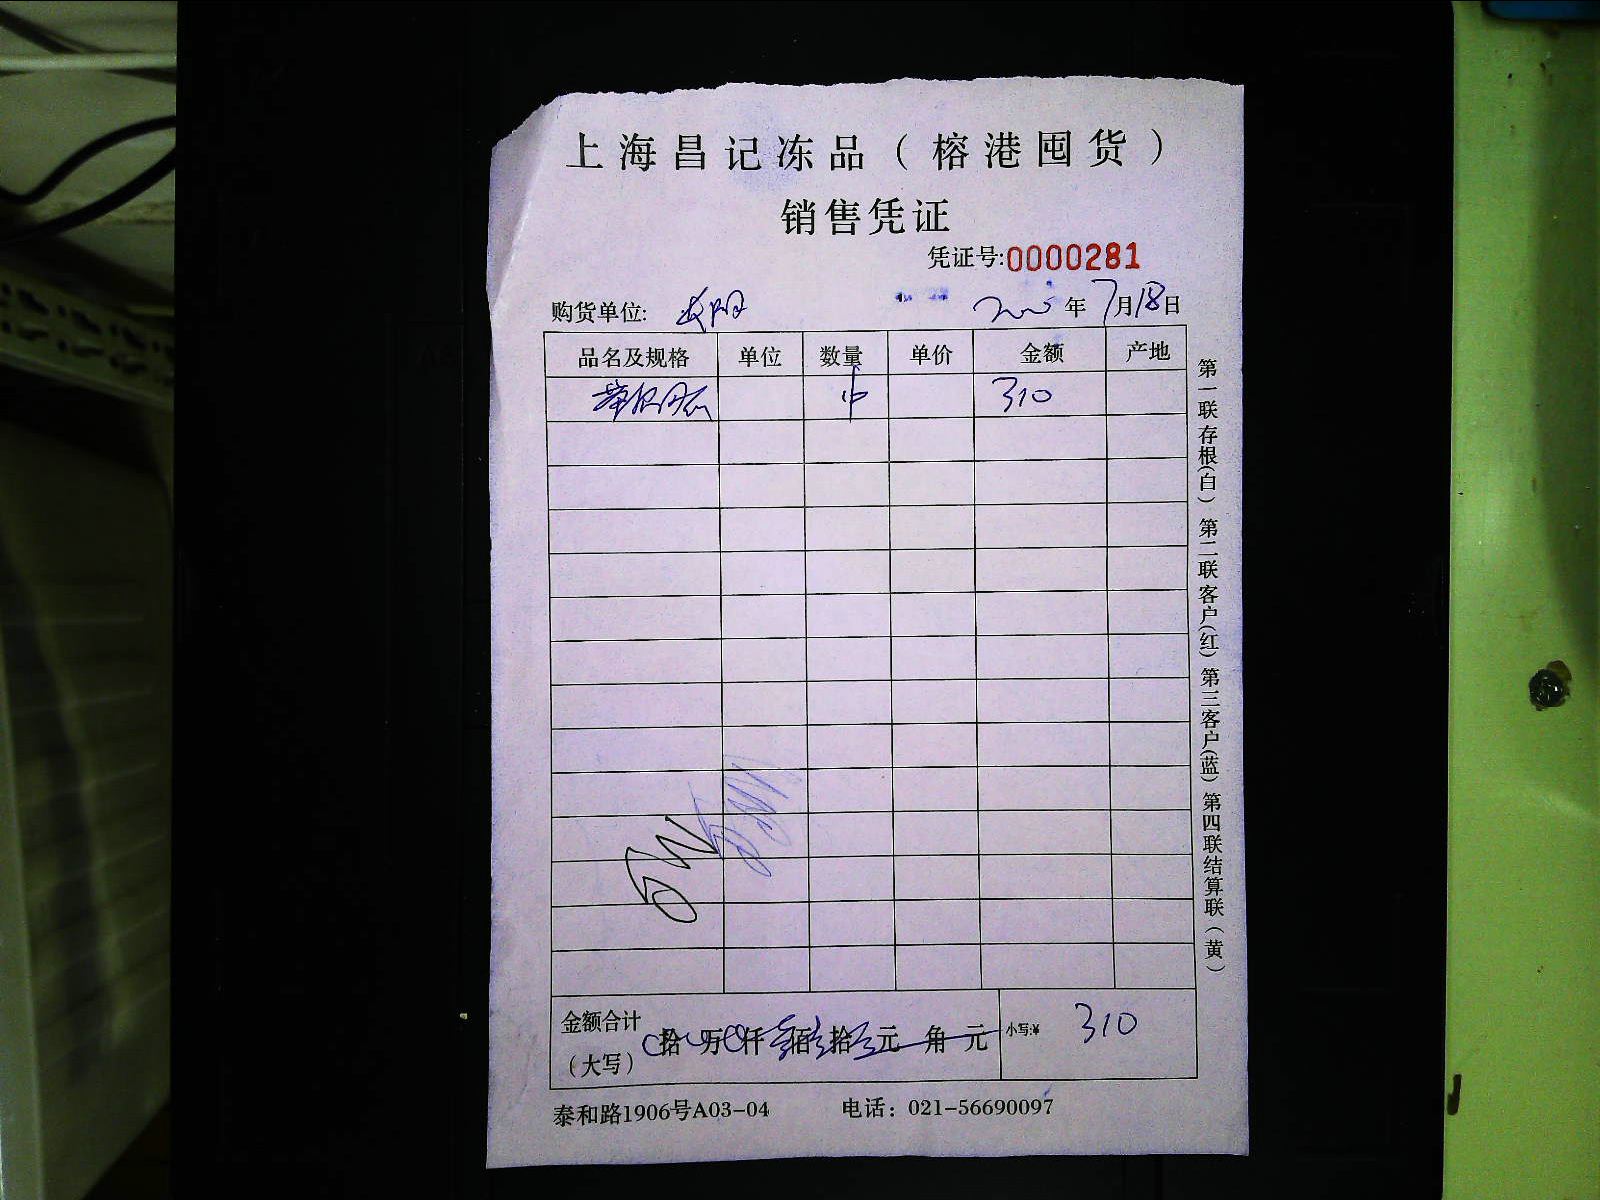 上海昌记冻品（榕港囤货）
销售凭证
凭证号:0000281
购货单位: 年7月18日
品名及规格 单位 数量 单价 金额 产地
310
第一联存根(白) 第二联客户(红) 第三客户(蓝) 第四联结算联(黄)
金额合计
（大写） 拾 万 仟 佰 拾 元 角 元 小写:¥ 310
泰和路1906号A03-04 电话：021-56690097